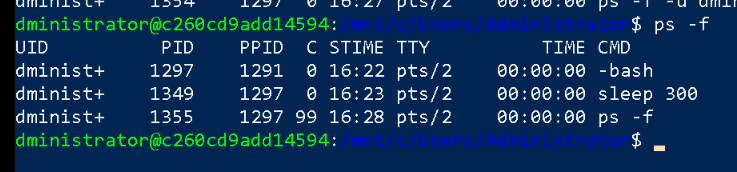 dminist+    1354    1297  0 16:27 pts/2    00:00:00 ps -f -u dmin
dministrator@c260cd9add14594:/mnt/c/Users/Administrator$ ps -f
UID         PID   PPID  C STIME TTY          TIME CMD
dminist+   1297   1291  0 16:22 pts/2    00:00:00 -bash
dminist+   1349   1297  0 16:23 pts/2    00:00:00 sleep 300
dminist+   1355   1297 99 16:28 pts/2    00:00:00 ps -f
dministrator@c260cd9add14594:/mnt/c/Users/Administrator$